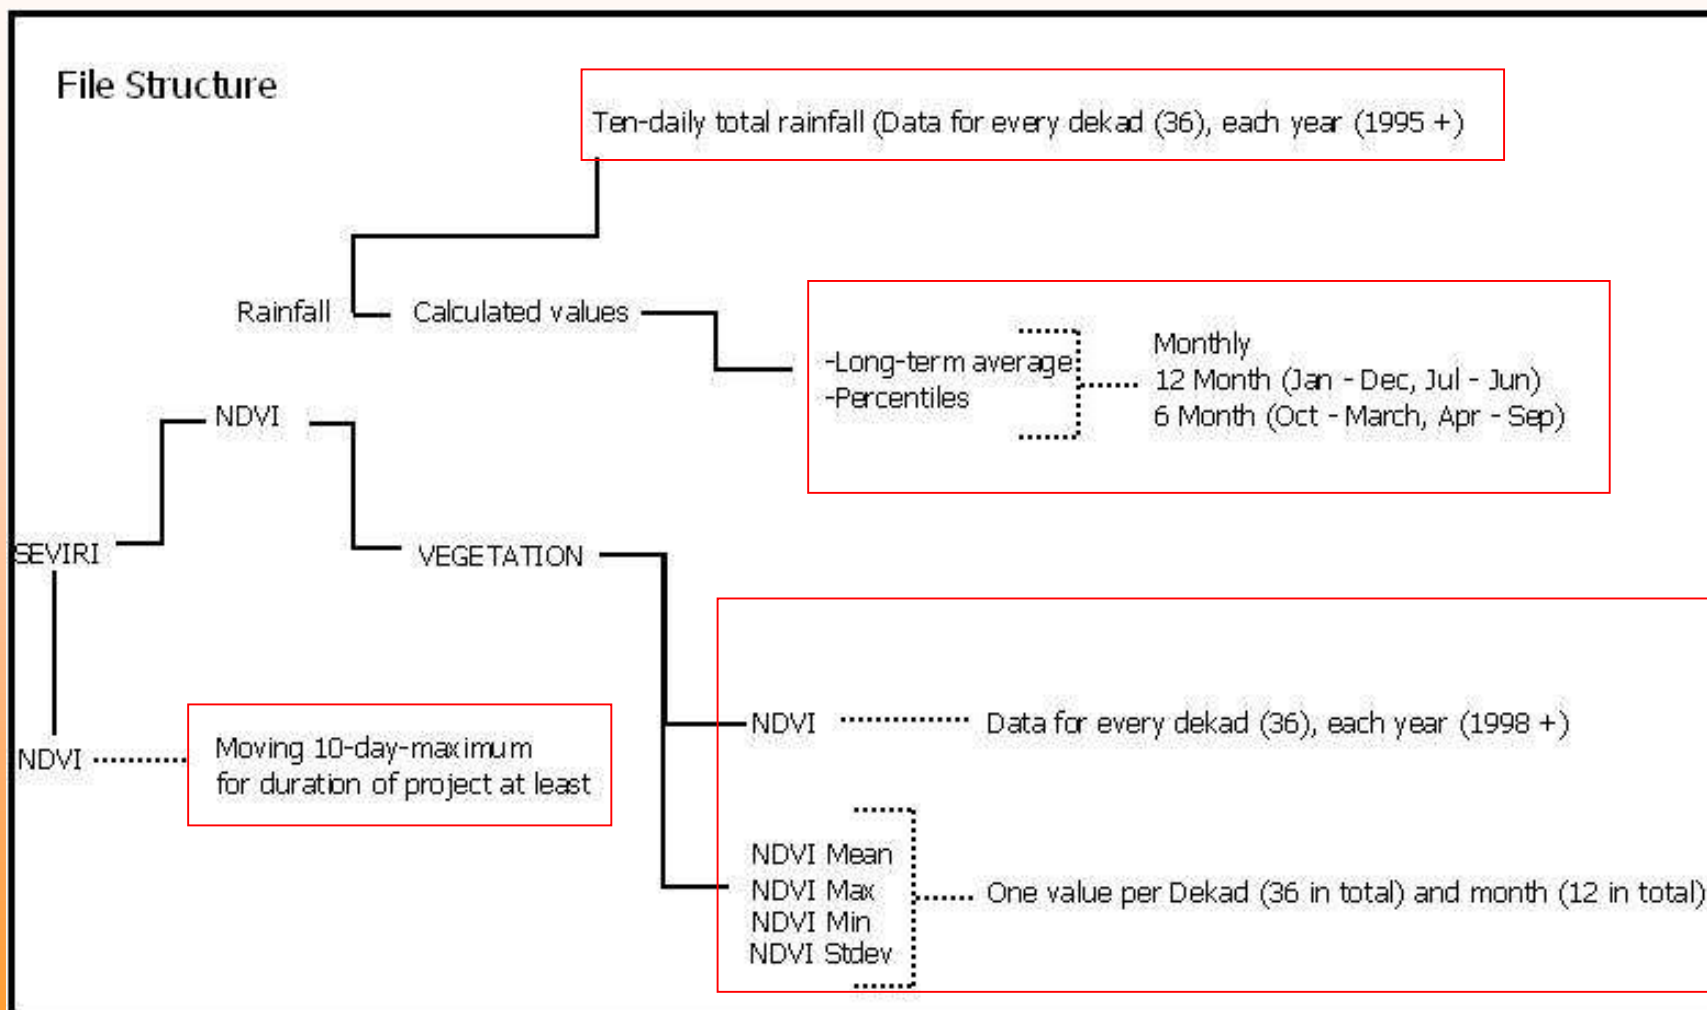 File Structure
Ten-daily total rainfall (Data for every dekad (36), each year (1995 +)
Rainfall
Calculated values
-Long-term average
-Percentiles
Monthly
12 Month (Jan - Dec, Jul - Jun)
6 Month (Oct - March, Apr - Sep)
NDVI
SEVIRI
VEGETATION
NDVI
Moving 10-day-maximum
for duration of project at least
NDVI
Data for every dekad (36), each year (1998 +)
NDVI Mean
NDVI Max
NDVI Min
NDVI Stdev
One value per Dekad (36 in total) and month (12 in total)